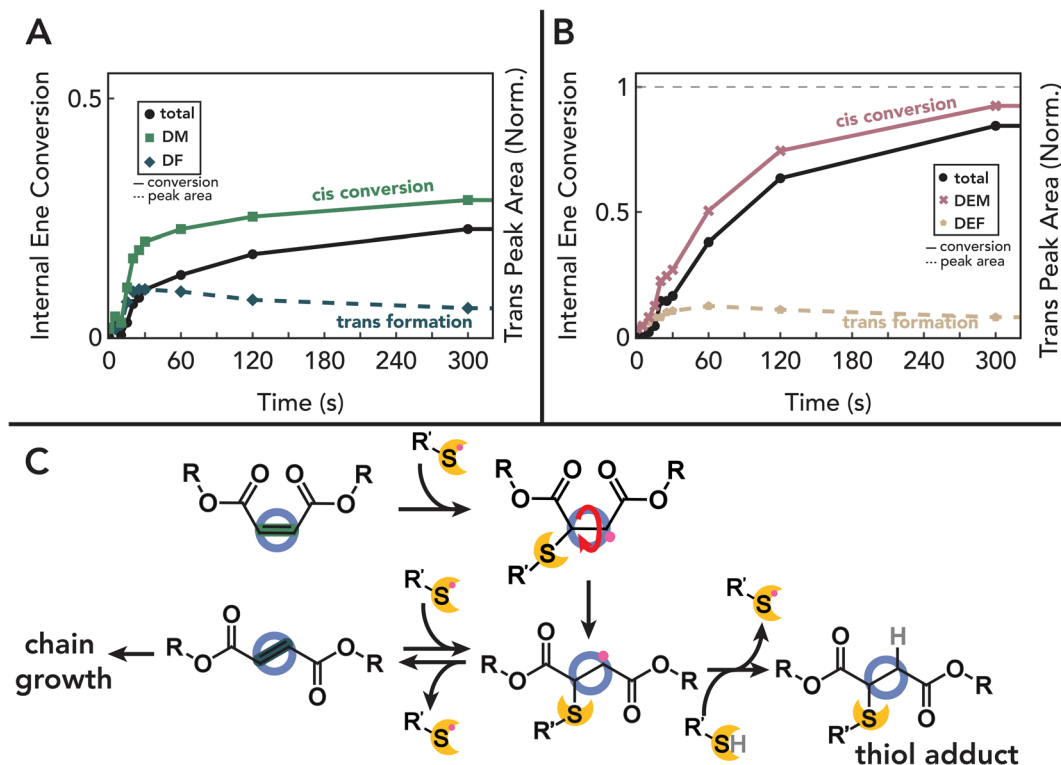 A
Internal Ene Conversion
0.5
0
total
DM
DF
conversion
peak area
cis conversion
trans formation
0
60
120
180
240
300
Time (s)
Trans Peak Area (Norm.)
B
Internal Ene Conversion
1
0.5
0
cis conversion
total
DEM
DEF
conversion
peak area
trans formation
0
60
120
180
240
300
Time (s)
Trans Peak Area (Norm.)
C
R O O O O R
R' S
R O O O O R
S R'
R' S
chain growth
R O O O O R
R' S
R O O O O R
R' S
R' S
R' SH
R O O H O O R
R' S
thiol adduct